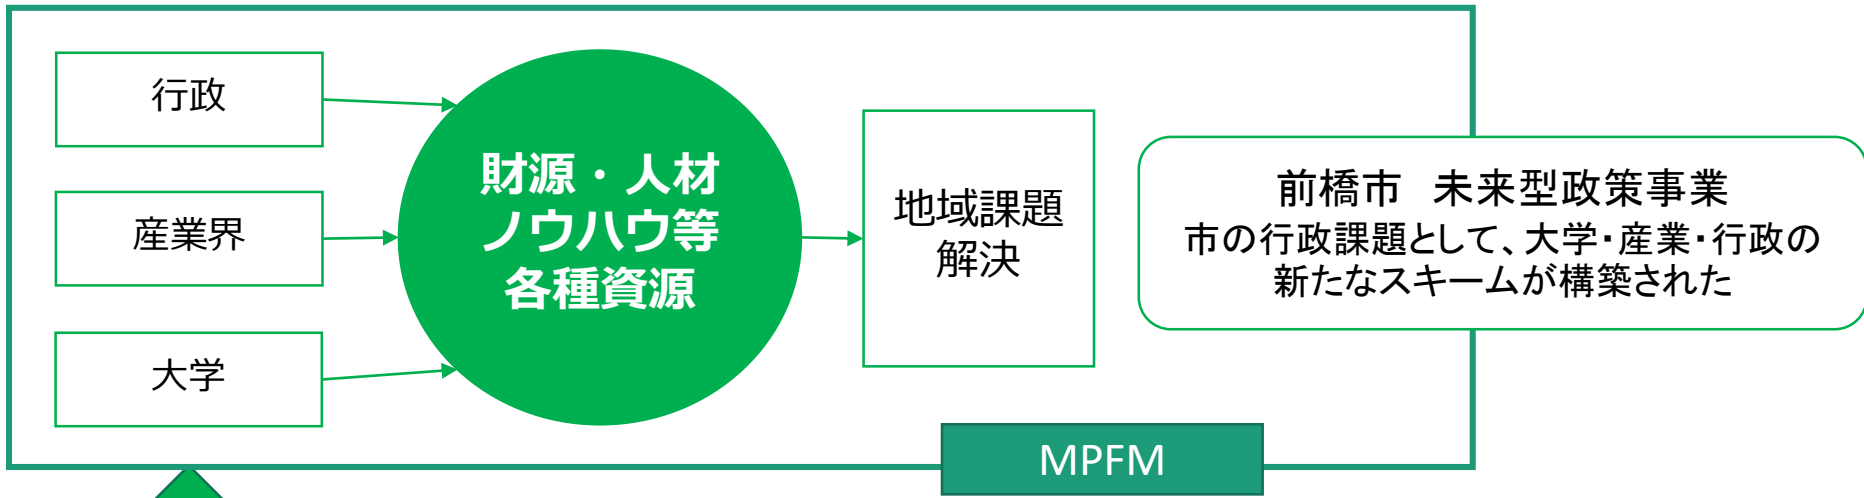 行政
産業界
大学
財源・人材
ノウハウ等
各種資源
地域課題
解決
前橋市　未来型政策事業
市の行政課題として、大学・産業・行政の
新たなスキームが構築された
MPFM